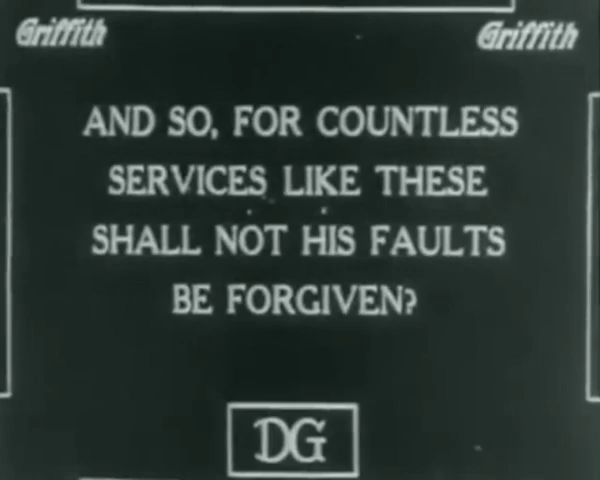 Griffith Griffith
AND SO, FOR COUNTLESS
SERVICES LIKE THESE
SHALL NOT HIS FAULTS
BE FORGIVEN?
DG